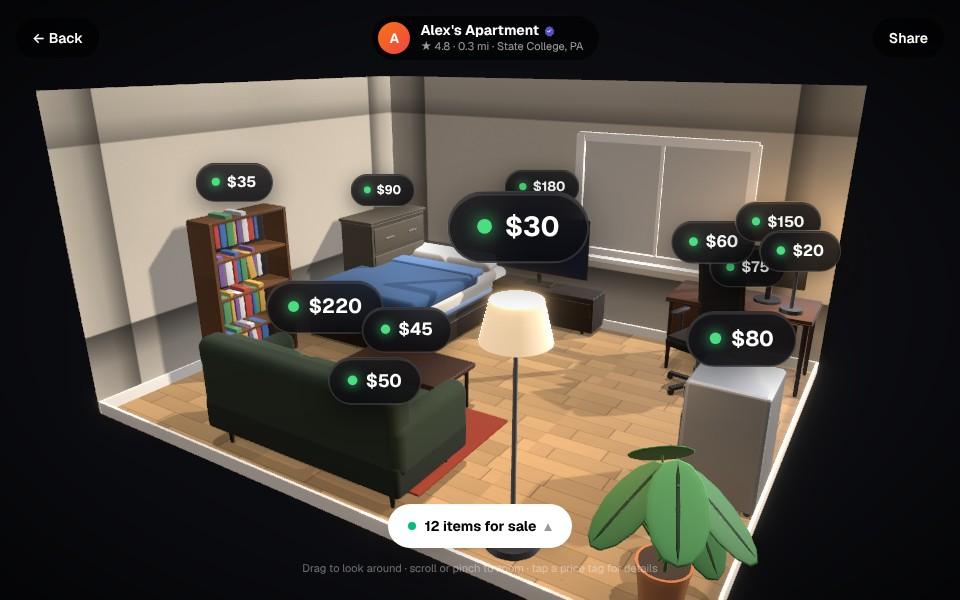 ← Back
A
Alex's Apartment
★ 4.8 · 0.3 mi · State College, PA
Share
$35
$90
$180
$30
$150
$60
$20
$75
$220
$45
$80
$50
12 items for sale ▲
Drag to look around · scroll or pinch to zoom · tap a price tag for details